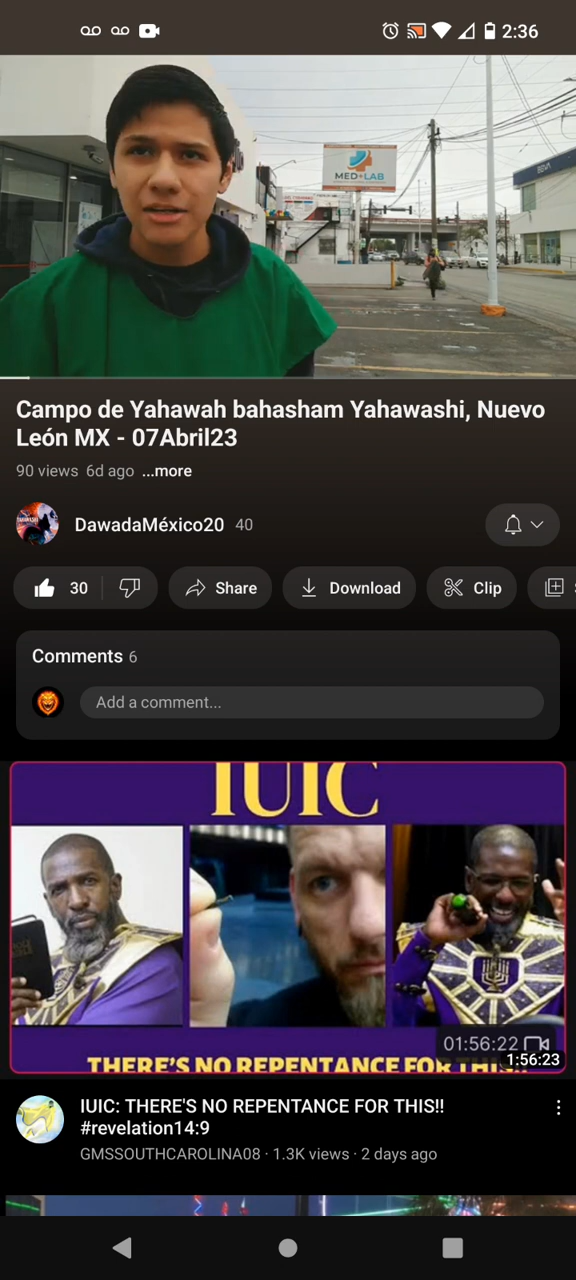 2:36
MED+LAB
BBVA
Campo de Yahawah bahasham Yahawashi, Nuevo
León MX - 07Abril23
90 views 6d ago ...more
DawadaMéxico20 40
30 Share Download Clip
Comments 6
Add a comment...
IUIC
01:56:22
1:56:23
THERE'S NO REPENTANCE FOR THIS!!
IUIC: THERE'S NO REPENTANCE FOR THIS!!
#revelation14:9
GMSSOUTHCAROLINA08 · 1.3K views · 2 days ago